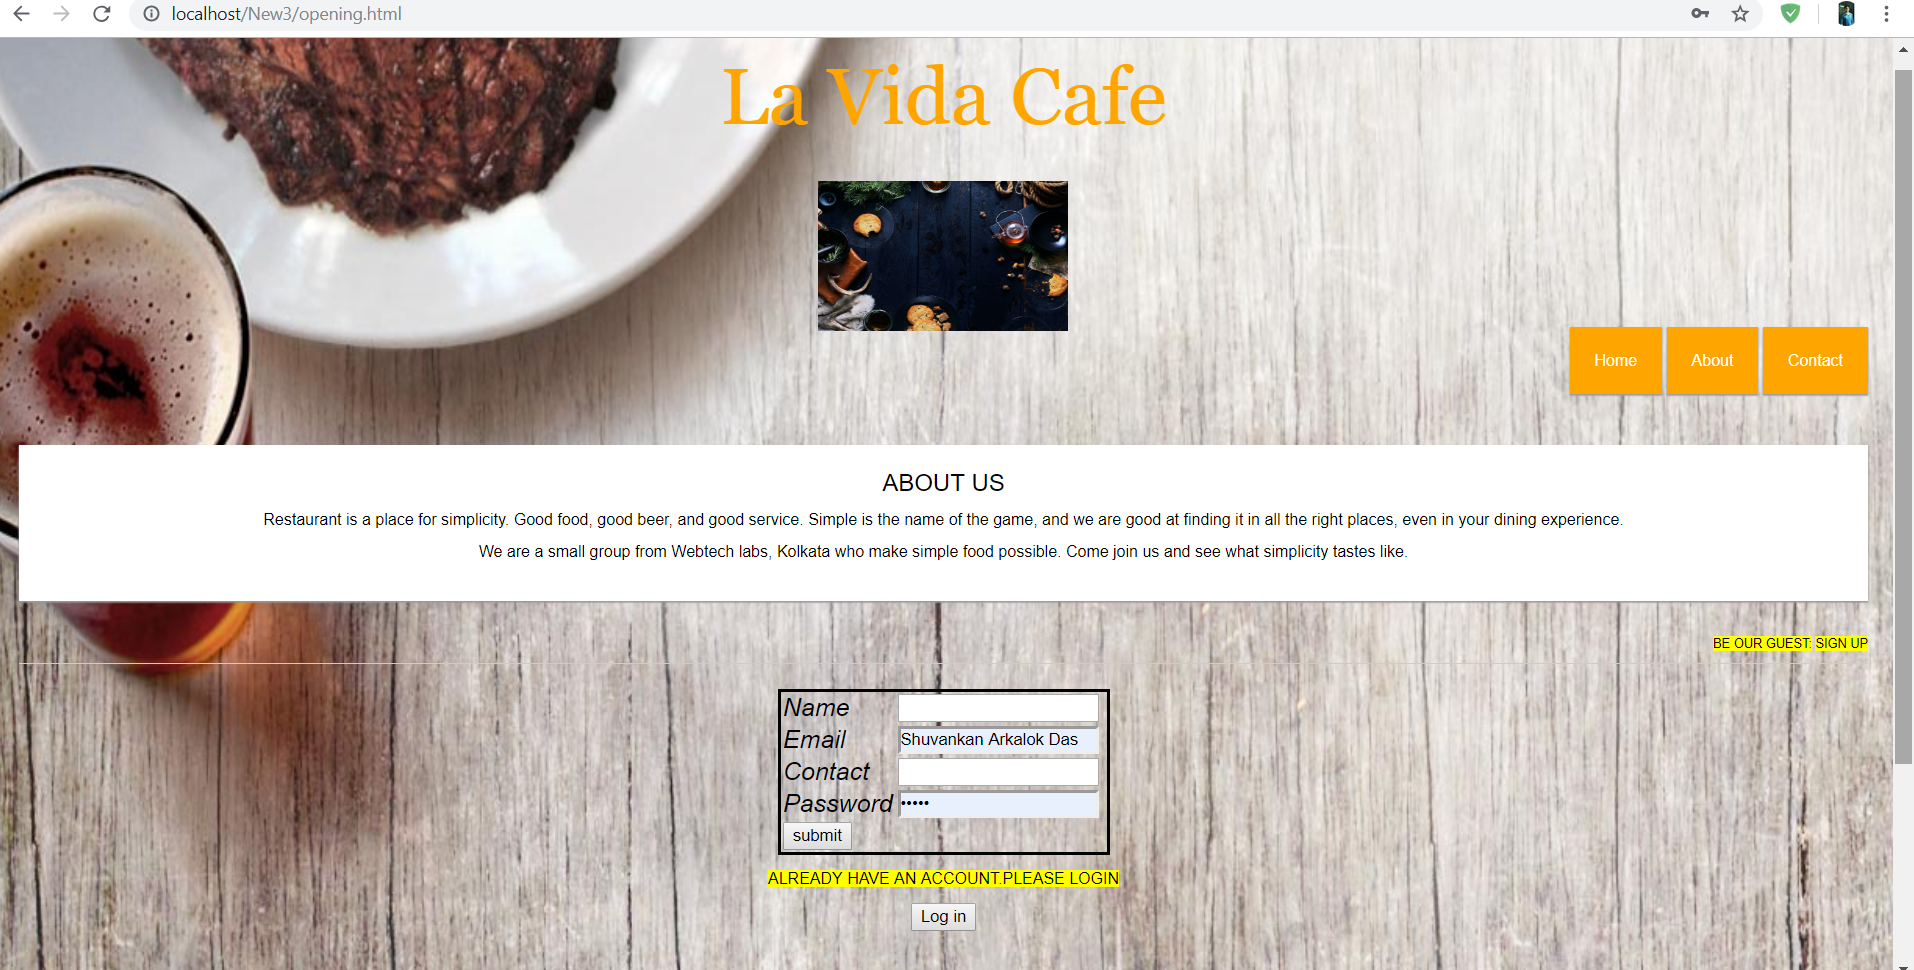 localhost/New3/opening.html
La Vida Cafe
Home About Contact
ABOUT US
Restaurant is a place for simplicity. Good food, good beer, and good service. Simple is the name of the game, and we are good at finding it in all the right places, even in your dining experience.
We are a small group from Webtech labs, Kolkata who make simple food possible. Come join us and see what simplicity tastes like.
BE OUR GUEST: SIGN UP
Name
Email Shuvankan Arkalok Das
Contact
Password •••••
submit
ALREADY HAVE AN ACCOUNT.PLEASE LOGIN
Log in